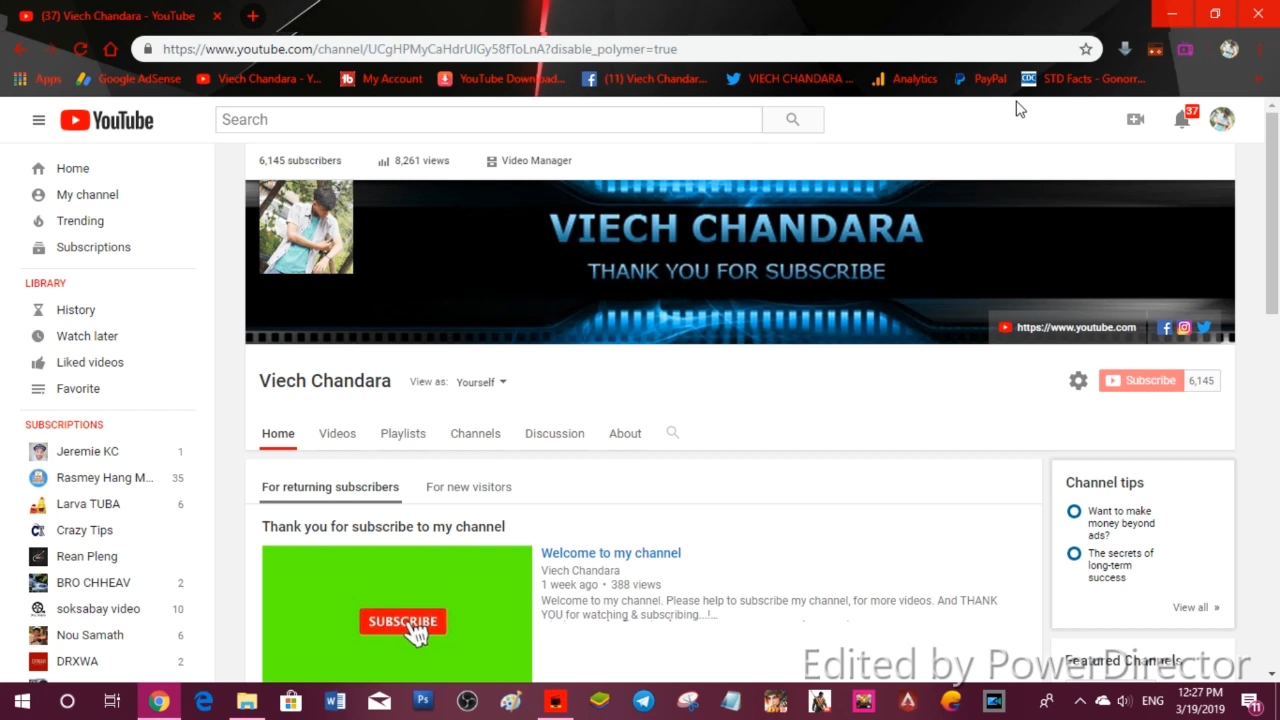 (37) Viech Chandara - YouTube
https://www.youtube.com/channel/UCgHPMyCaHdrUIGy58fToLnA?disable_polymer=true
Apps Google AdSense Viech Chandara - Y... My Account YouTube Download... (11) Viech Chandar... VIECH CHANDARA ... Analytics PayPal STD Facts - Gonorr...
YouTube
Search
37
6,145 subscribers 8,261 views Video Manager
Home
My channel
Trending
Subscriptions
LIBRARY
History
Watch later
Liked videos
Favorite
SUBSCRIPTIONS
Jeremie KC 1
Rasmey Hang M... 35
Larva TUBA 6
Crazy Tips
Rean Pleng
BRO CHHEAV 2
soksabay video 10
Nou Samath 6
DRXWA 2
VIECH CHANDARA
THANK YOU FOR SUBSCRIBE
https://www.youtube.com
Viech Chandara View as: Yourself
Subscribe 6,145
Home Videos Playlists Channels Discussion About
For returning subscribers For new visitors
Thank you for subscribe to my channel
SUBSCRIBE
Welcome to my channel
Viech Chandara
1 week ago • 388 views
Welcome to my channel. Please help to subscribe my channel, for more videos. And THANK
YOU for watching & subscribing...!...
Channel tips
Want to make
money beyond
ads?
The secrets of
long-term
success
View all »
Featured Channels
Edited by PowerDirector
ENG
12:27 PM
3/19/2019
11